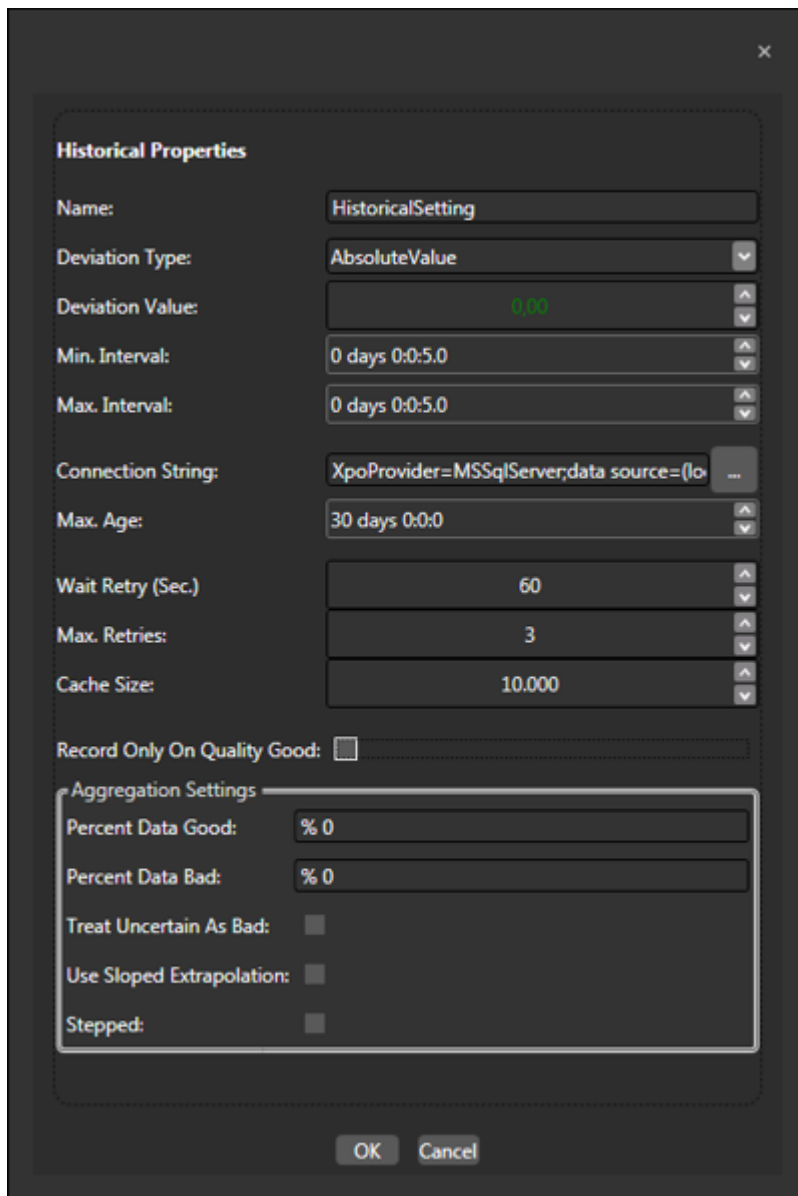 Historical Properties
Name: HistoricalSetting
Deviation Type: AbsoluteValue
Deviation Value: 0,00
Min. Interval: 0 days 0:0:5.0
Max. Interval: 0 days 0:0:5.0
Connection String: XpoProvider=MSSqlServer;data source=(lo ...
Max. Age: 30 days 0:0:0
Wait Retry (Sec.) 60
Max. Retries: 3
Cache Size: 10.000
Record Only On Quality Good:
Aggregation Settings
Percent Data Good: % 0
Percent Data Bad: % 0
Treat Uncertain As Bad:
Use Sloped Extrapolation:
Stepped:
OK Cancel